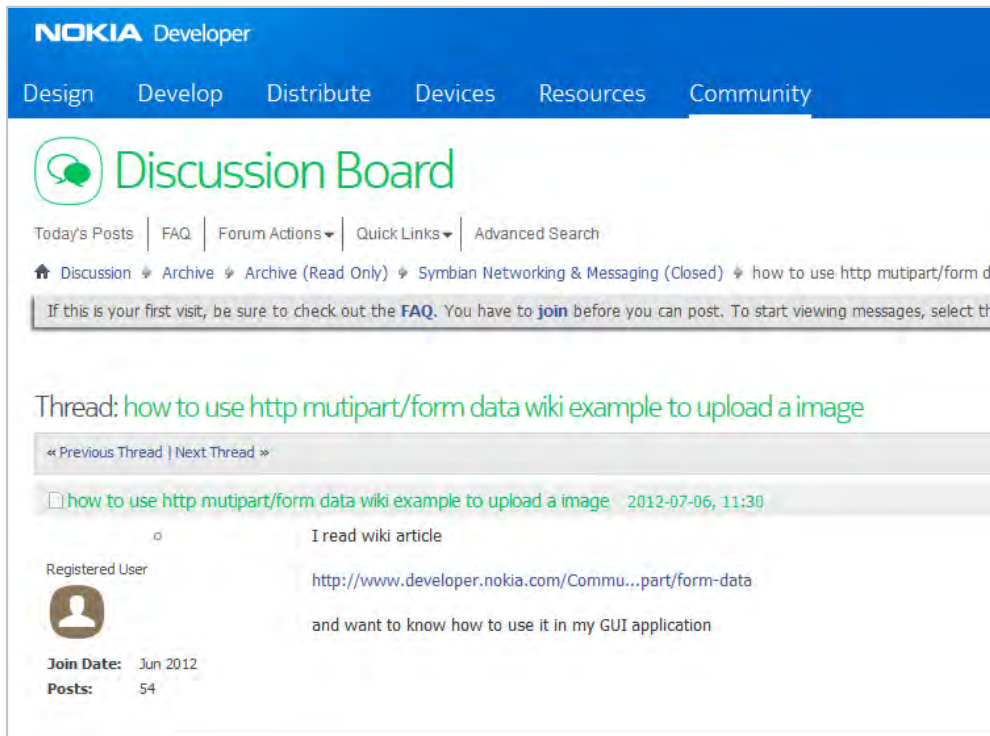 NOKIA Developer
Design Develop Distribute Devices Resources Community
Discussion Board
Today's Posts FAQ Forum Actions Quick Links Advanced Search
Discussion Archive Archive (Read Only) Symbian Networking & Messaging (Closed) how to use http mutipart/form d
If this is your first visit, be sure to check out the FAQ. You have to join before you can post. To start viewing messages, select th
Thread: how to use http mutipart/form data wiki example to upload a image
« Previous Thread | Next Thread »
how to use http mutipart/form data wiki example to upload a image 2012-07-06, 11:30
I read wiki article
Registered User
http://www.developer.nokia.com/Commu...part/form-data
and want to know how to use it in my GUI application
Join Date: Jun 2012
Posts: 54